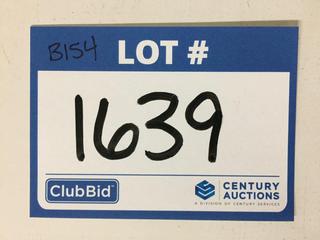 B154 LOT #
1639
ClubBid
CENTURY
AUCTIONS
A DIVISION OF CENTURY SERVICES